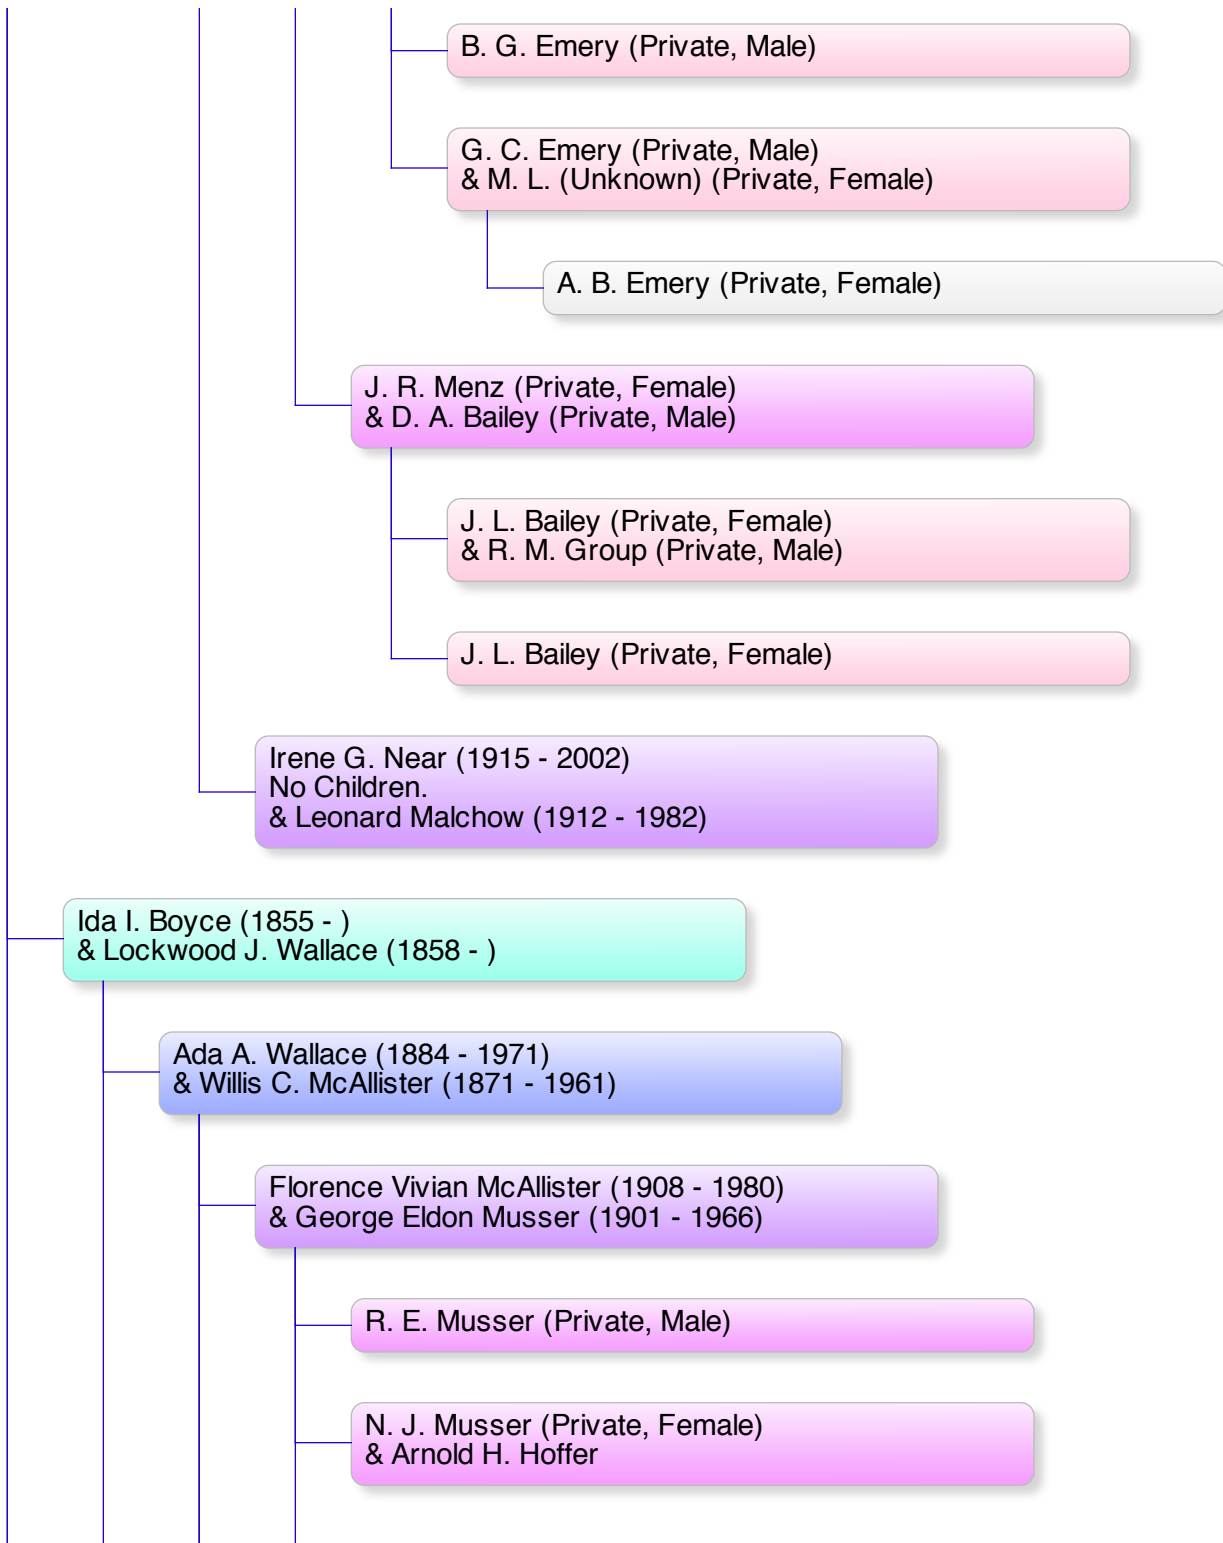 B. G. Emery (Private, Male)
G. C. Emery (Private, Male)
& M. L. (Unknown) (Private, Female)
A. B. Emery (Private, Female)
J. R. Menz (Private, Female)
& D. A. Bailey (Private, Male)
J. L. Bailey (Private, Female)
& R. M. Group (Private, Male)
J. L. Bailey (Private, Female)
Irene G. Near (1915 - 2002)
No Children.
& Leonard Malchow (1912 - 1982)
Ida I. Boyce (1855 - )
& Lockwood J. Wallace (1858 - )
Ada A. Wallace (1884 - 1971)
& Willis C. McAllister (1871 - 1961)
Florence Vivian McAllister (1908 - 1980)
& George Eldon Musser (1901 - 1966)
R. E. Musser (Private, Male)
N. J. Musser (Private, Female)
& Arnold H. Hoffer